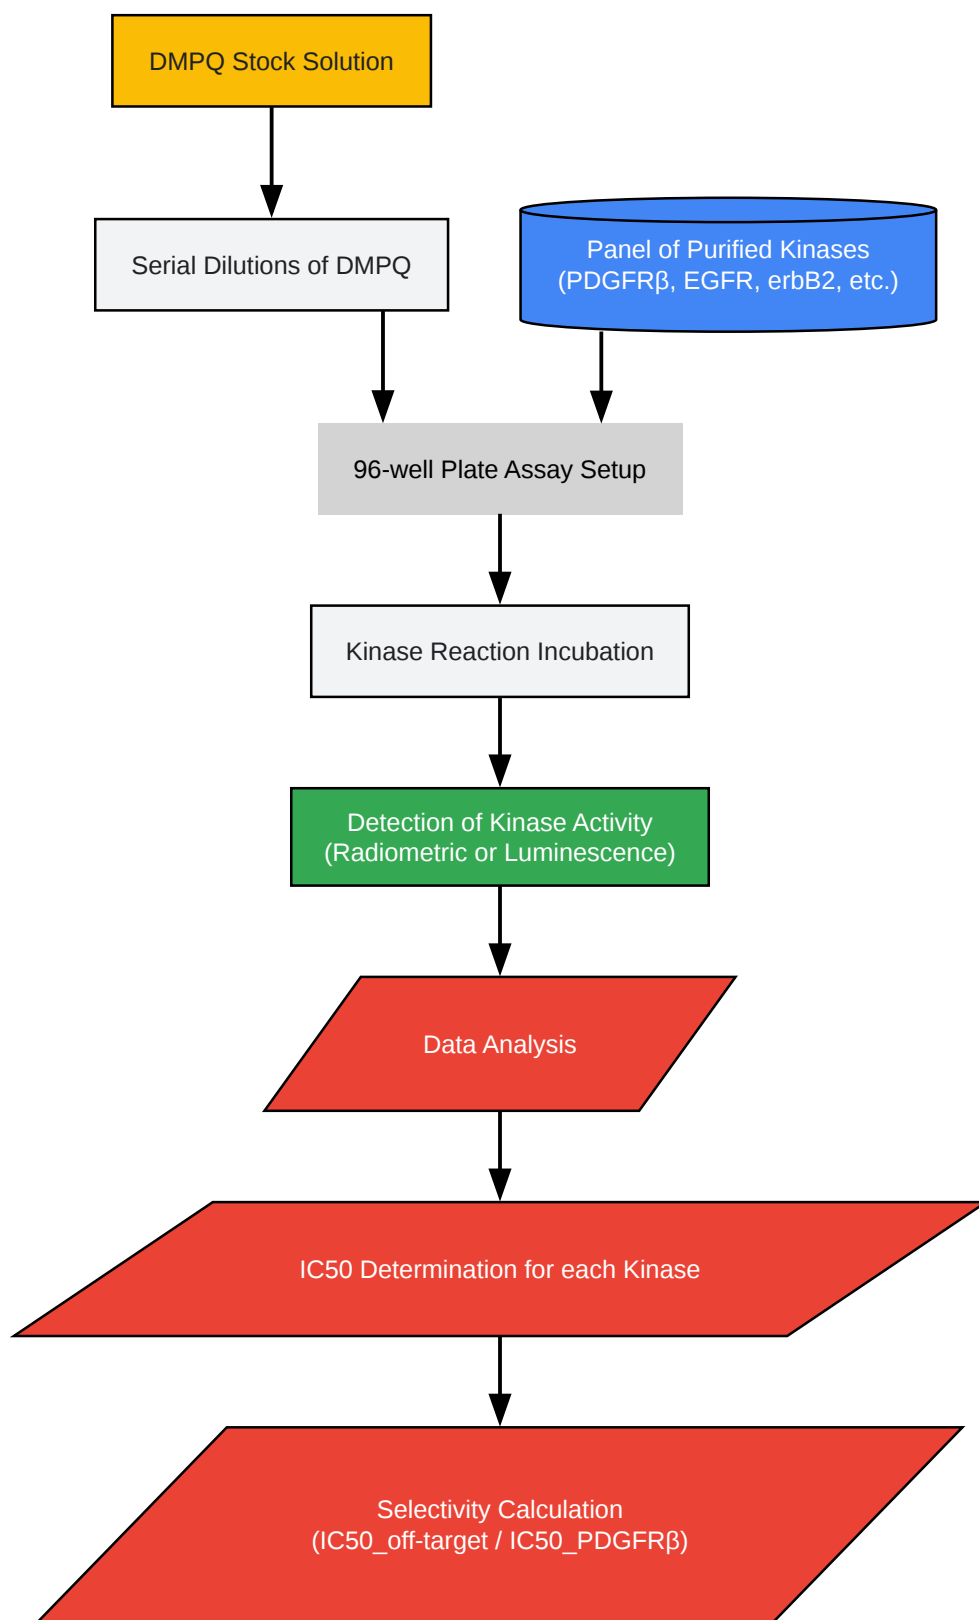 DMPQ Stock Solution
Serial Dilutions of DMPQ
Panel of Purified Kinases
(PDGFRβ, EGFR, erbB2, etc.)
96-well Plate Assay Setup
Kinase Reaction Incubation
Detection of Kinase Activity
(Radiometric or Luminescence)
Data Analysis
IC50 Determination for each Kinase
Selectivity Calculation
(IC50_off-target / IC50_PDGFRβ)